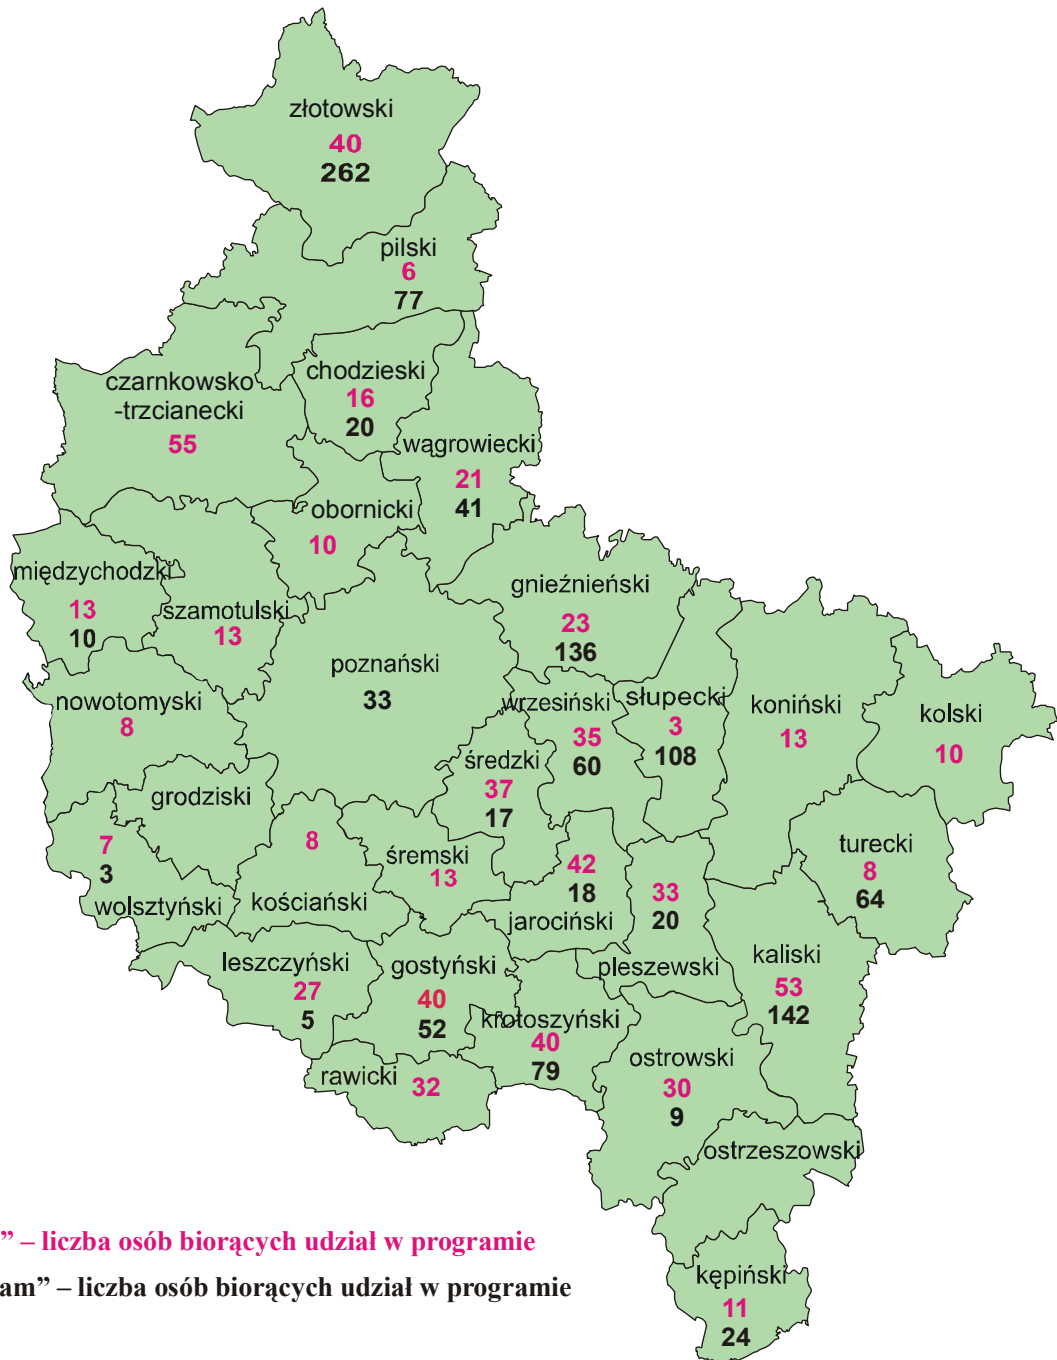 złotowski
40
262
pilski
6
77
chodzieski
16
20
czarnkowsko
-trzcianecki
55
wągrowiecki
21
41
obornicki
10
międzychodzki
13
10
szamotulski
13
gnieźnieński
23
136
poznański
33
nowotomyski
8
wrzesiński
35
60
słupecki
3
108
koniński
13
kolski
10
średzki
37
17
grodziski
7
3
wolsztyński
8
kościański
śremski
13
42
18
jarociński
33
20
pleszewski
turecki
8
64
kaliski
53
142
leszczyński
27
5
gostyński
40
52
krotoszyński
40
79
rawicki 32
ostrowski
30
9
ostrzeszowski
kępiński
11
24
” – liczba osób biorących udział w programie
am” – liczba osób biorących udział w programie